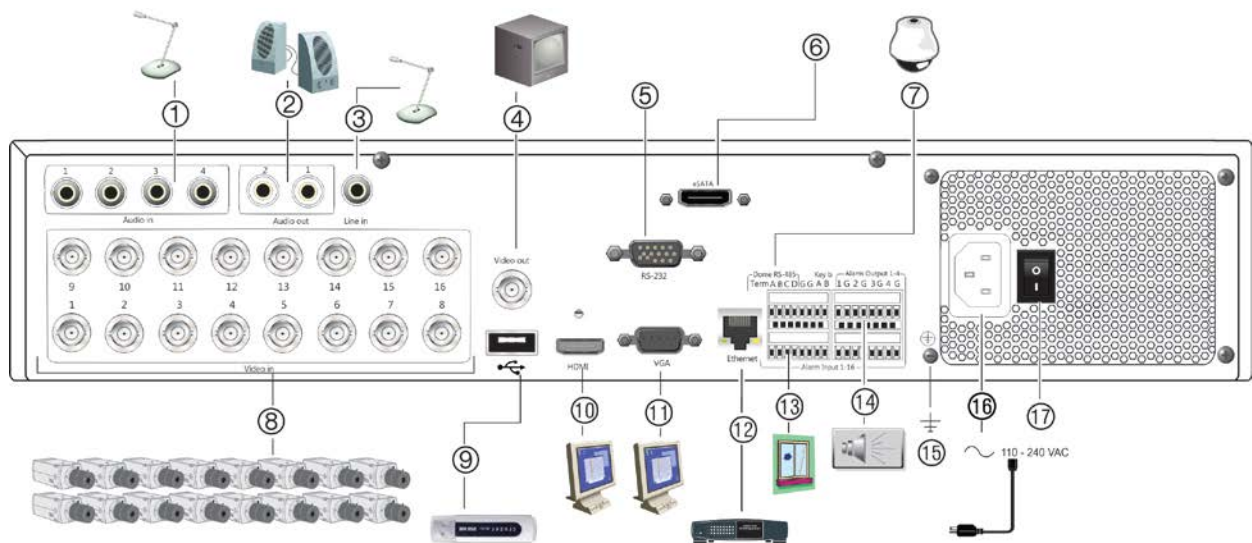 ① ② ③ ④ ⑤ ⑥ ⑦
1 2 3 4
Audio in
2 1
Audio out
Line in
eSATA
9 10 11 12 13 14 15 16
1 2 3 4 5 6 7 8
Video in
Video out
RS-232
HDMI
VGA
Ethernet
Dome RS-485
Term A B C D G G A B
Alarm Output 1-4
1 G 2 G 3 G 4 G
Alarm Input 1-16
O
I
⑧ ⑨ ⑩ ⑪ ⑫ ⑬ ⑭ ⑮ ⑯ ⑰
110 - 240 VAC